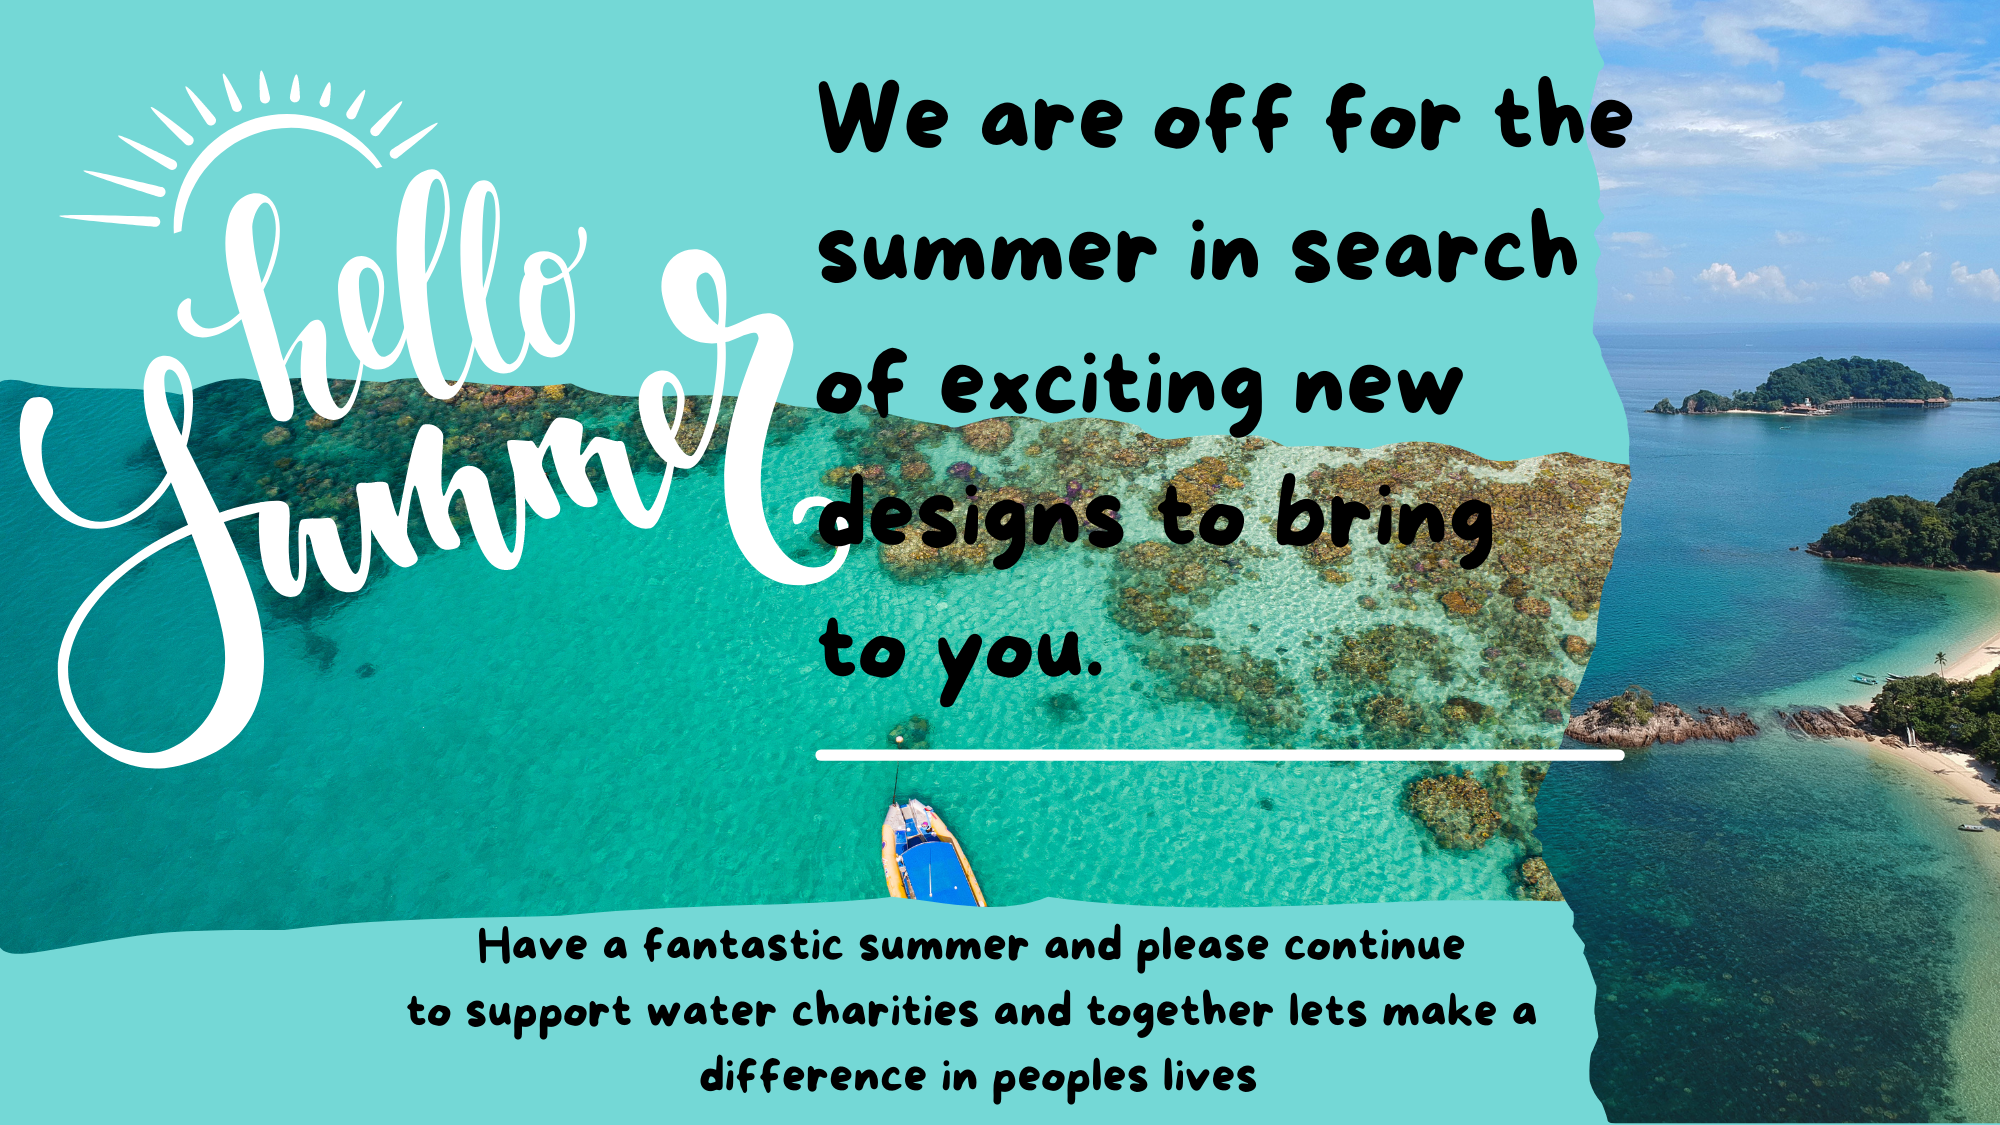 hello
Summer
We are off for the
summer in search
of exciting new
designs to bring
to you.
Have a fantastic summer and please continue
to support water charities and together lets make a
difference in peoples lives